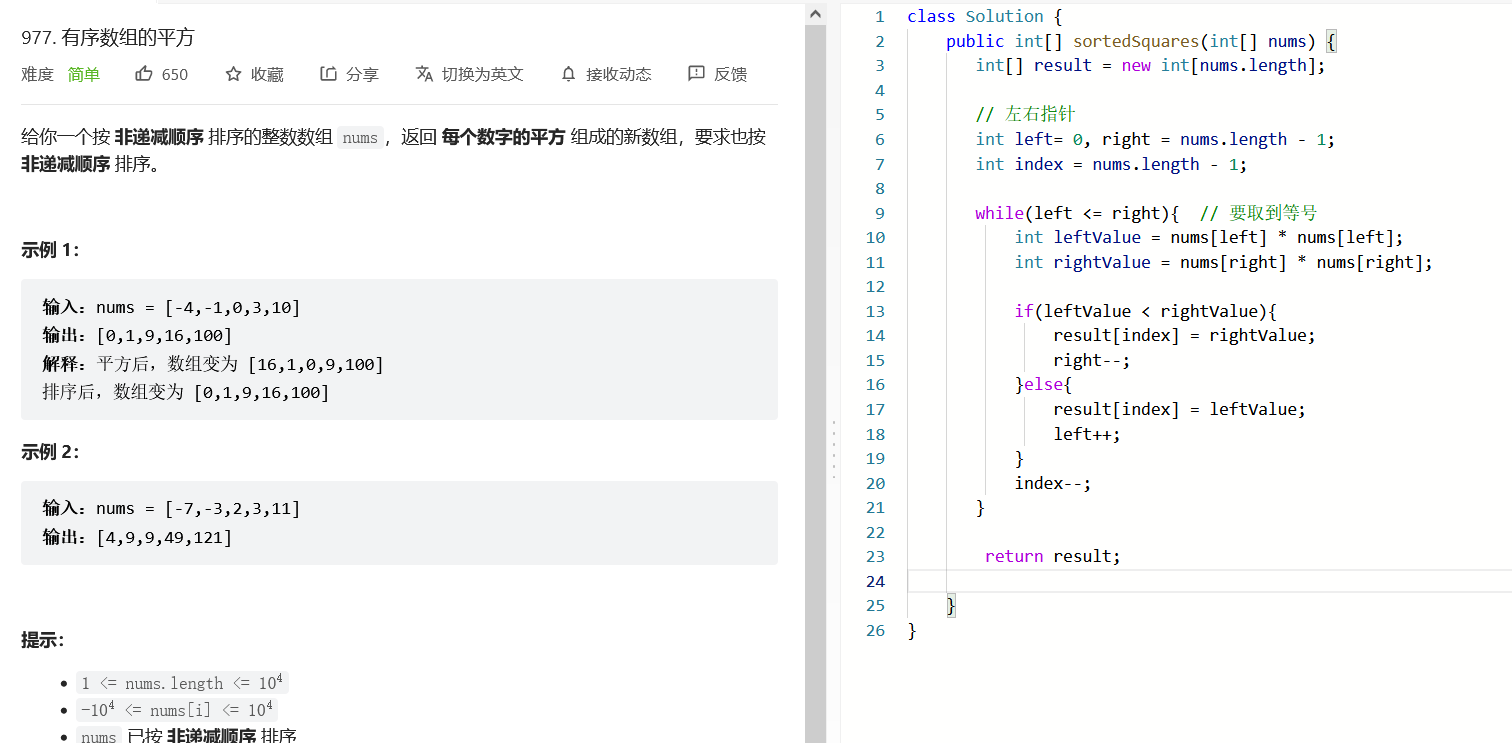 977. 有序数组的平方
难度 简单 650 收藏 分享 切换为英文 接收动态 反馈
给你一个按 非递减顺序 排序的整数数组 nums，返回 每个数字的平方 组成的新数组，要求也按
非递减顺序 排序。
示例 1：
输入：nums = [-4,-1,0,3,10]
输出：[0,1,9,16,100]
解释：平方后，数组变为 [16,1,0,9,100]
排序后，数组变为 [0,1,9,16,100]
示例 2：
输入：nums = [-7,-3,2,3,11]
输出：[4,9,9,49,121]
提示：
• 1 <= nums.length <= 10⁴
• -10⁴ <= nums[i] <= 10⁴
• nums 已按 非递减顺序 排序
1 class Solution {
2     public int[] sortedSquares(int[] nums) {
3        int[] result = new int[nums.length];
4
5        // 左右指针
6        int left= 0, right = nums.length - 1;
7        int index = nums.length - 1;
8
9        while(left <= right){  // 要取到等号
10            int leftValue = nums[left] * nums[left];
11            int rightValue = nums[right] * nums[right];
12
13            if(leftValue < rightValue){
14                result[index] = rightValue;
15                right--;
16            }else{
17                result[index] = leftValue;
18                left++;
19            }
20            index--;
21        }
22
23         return result;
24
25     }
26 }